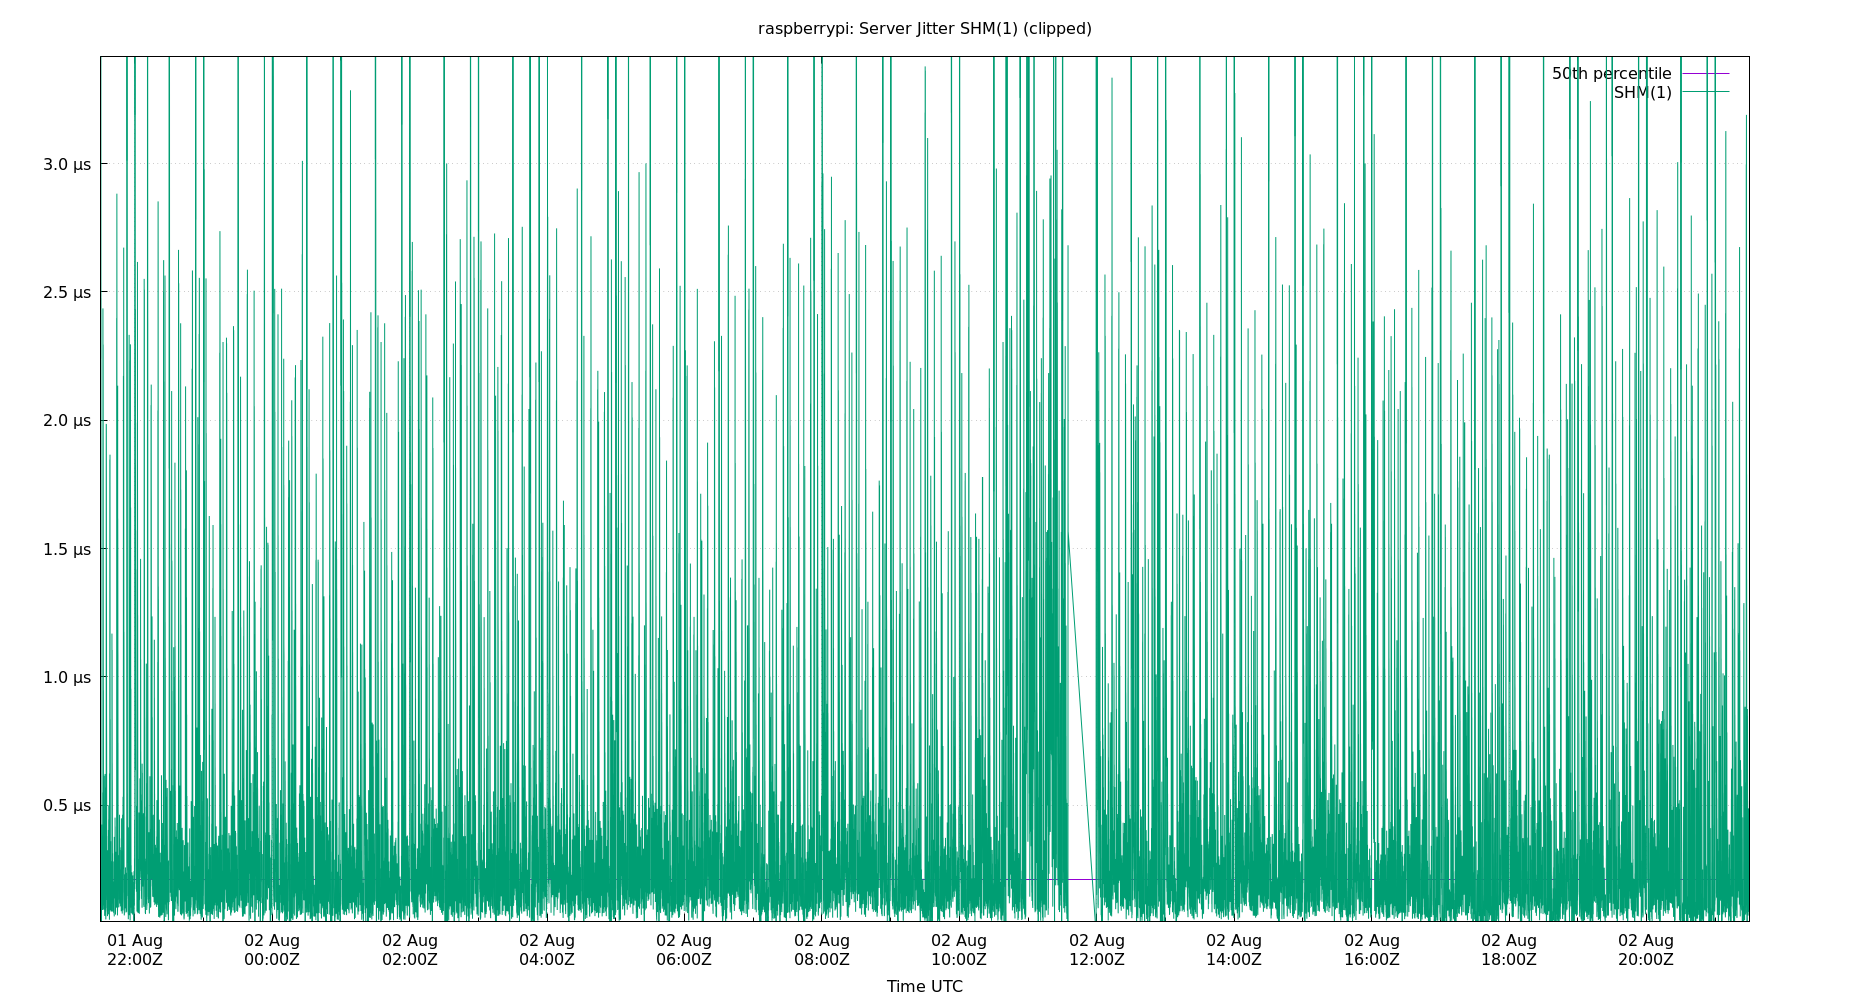 raspberrypi: Server Jitter SHM(1) (clipped)
50th percentile
SHM(1)
3.0 µs
2.5 µs
2.0 µs
1.5 µs
1.0 µs
0.5 µs
01 Aug 02 Aug 02 Aug 02 Aug 02 Aug 02 Aug 02 Aug 02 Aug 02 Aug 02 Aug 02 Aug 02 Aug
22:00Z 00:00Z 02:00Z 04:00Z 06:00Z 08:00Z 10:00Z 12:00Z 14:00Z 16:00Z 18:00Z 20:00Z
Time UTC